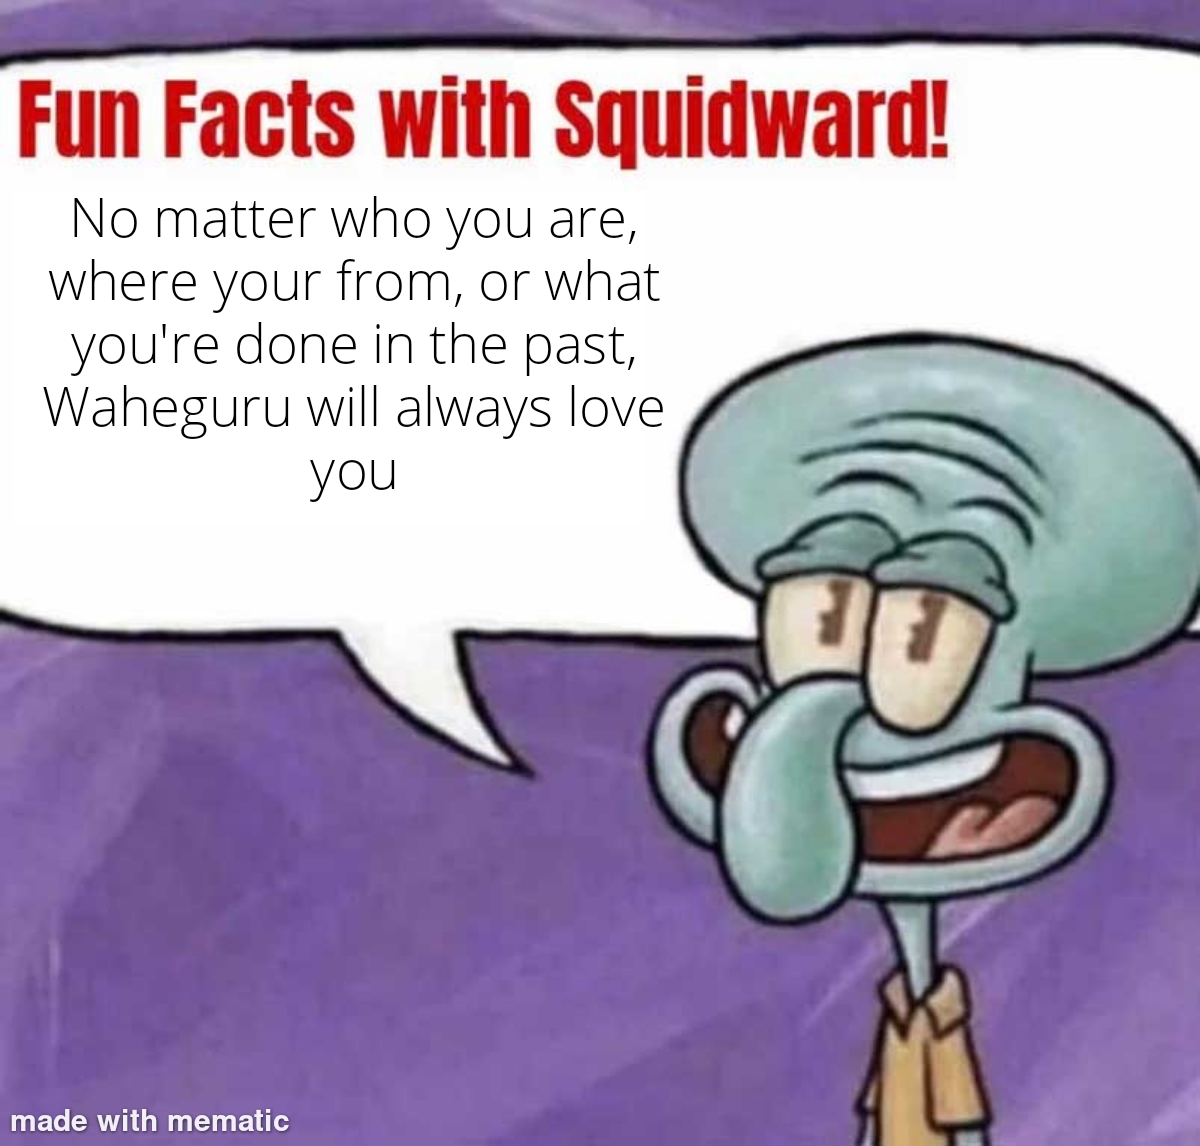 Fun Facts with Squidward!
No matter who you are,
where your from, or what
you're done in the past,
Waheguru will always love
you
made with mematic